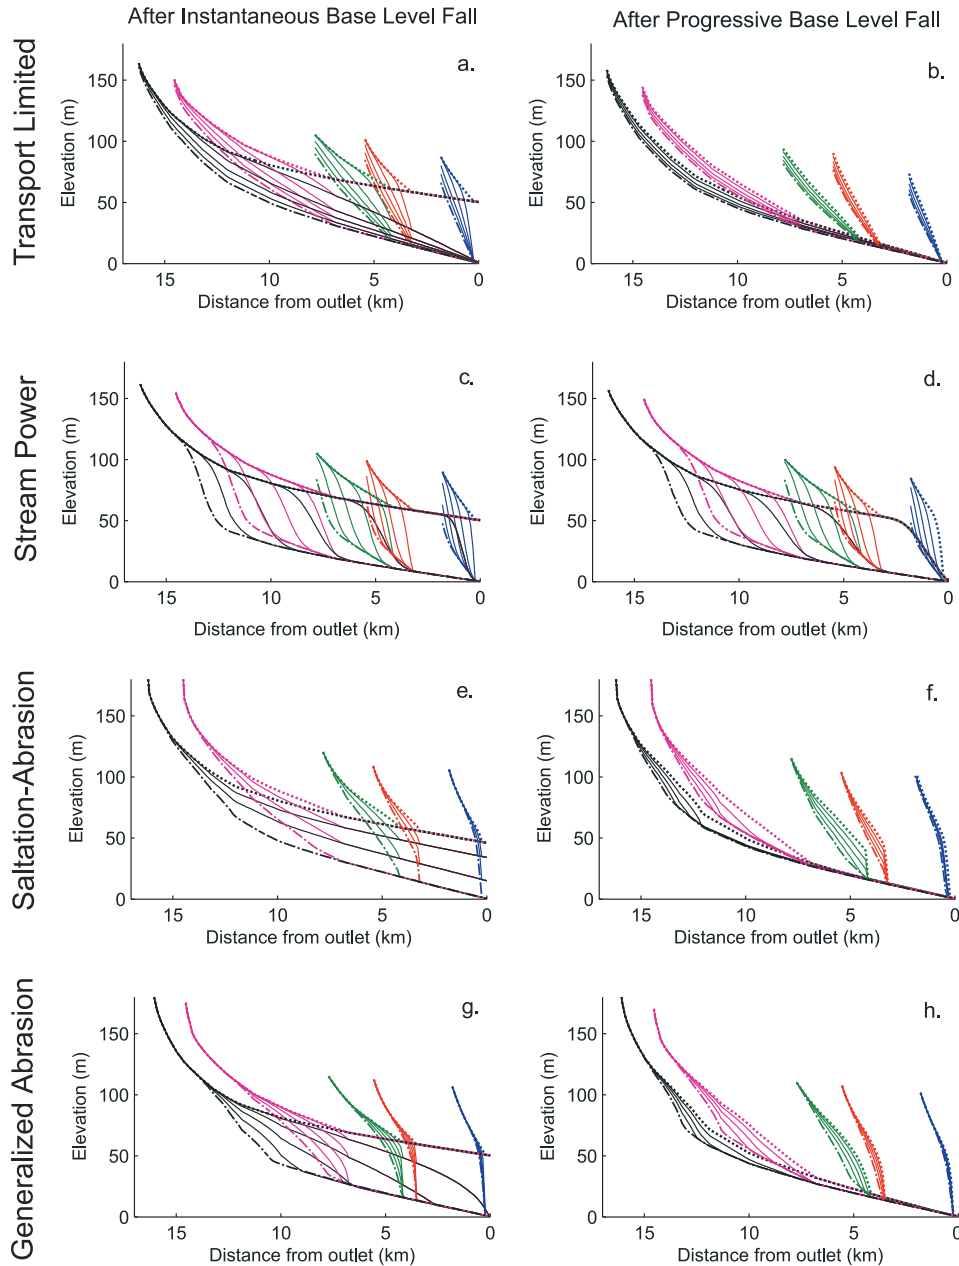 After Instantaneous Base Level Fall
After Progressive Base Level Fall
Transport Limited
a.
Elevation (m)
150
100
50
0
15
10
5
0
Distance from outlet (km)
b.
Elevation (m)
150
100
50
0
15
10
5
0
Distance from outlet (km)
Stream Power
c.
Elevation (m)
150
100
50
0
15
10
5
0
Distance from outlet (km)
d.
Elevation (m)
150
100
50
0
15
10
5
0
Distance from outlet (km)
Saltation-Abrasion
e.
Elevation (m)
150
100
50
0
15
10
5
0
Distance from outlet (km)
f.
Elevation (m)
150
100
50
0
15
10
5
0
Distance from outlet (km)
Generalized Abrasion
g.
Elevation (m)
150
100
50
0
15
10
5
0
Distance from outlet (km)
h.
Elevation (m)
150
100
50
0
15
10
5
0
Distance from outlet (km)